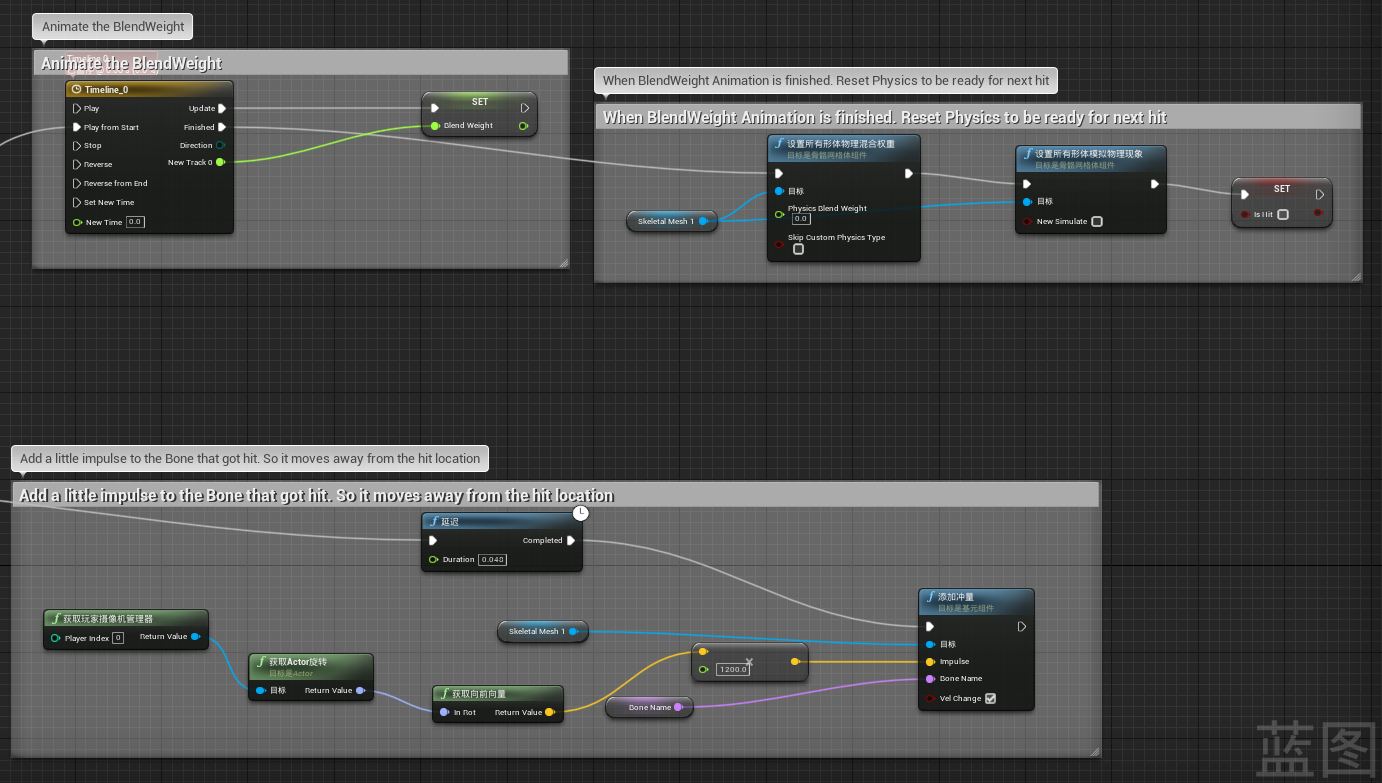 Animate the BlendWeight
Animate the BlendWeight
Timeline_0
Play
Update
Play from Start
Finished
Stop
Direction
Reverse
New Track 0
Reverse from End
Set New Time
New Time 0.0
SET
Blend Weight
When BlendWeight Animation is finished. Reset Physics to be ready for next hit
When BlendWeight Animation is finished. Reset Physics to be ready for next hit
Skeletal Mesh 1
设置所有形体物理混合权重
目标是骨骼网格体组件
目标
Physics Blend Weight
0.0
Skip Custom Physics Type
设置所有形体模拟物理现象
目标是骨骼网格体组件
目标
New Simulate
SET
Is Hit
Add a little impulse to the Bone that got hit. So it moves away from the hit location
Add a little impulse to the Bone that got hit. So it moves away from the hit location
延迟
Completed
Duration 0.040
获取玩家摄像机管理器
Player Index 0
Return Value
获取Actor旋转
目标是Actor
目标
Return Value
获取向前向量
In Rot
Return Value
Skeletal Mesh 1
1200.0
Bone Name
添加冲量
目标是基元组件
目标
Impulse
Bone Name
Vel Change
蓝图